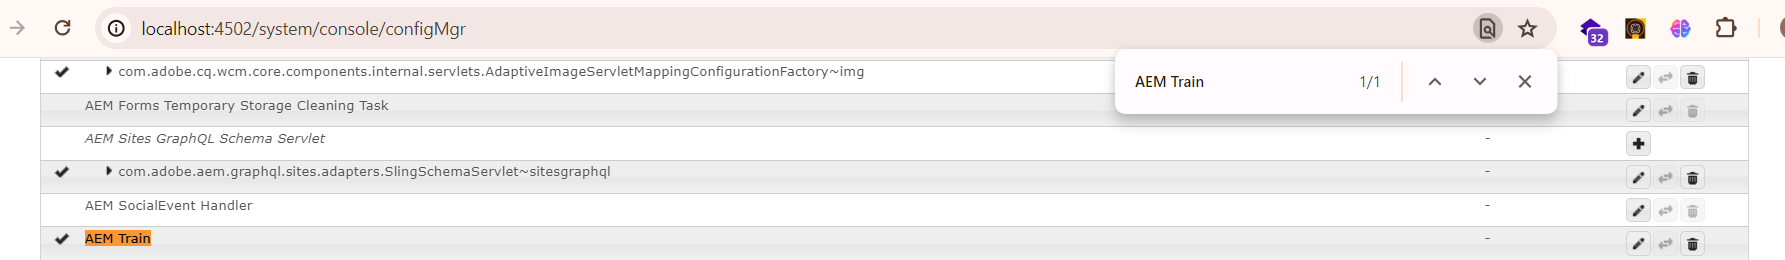 localhost:4502/system/console/configMgr
32
AEM Train 1/1
com.adobe.cq.wcm.core.components.internal.servlets.AdaptiveImageServletMappingConfigurationFactory~img
AEM Forms Temporary Storage Cleaning Task
AEM Sites GraphQL Schema Servlet -
com.adobe.aem.graphql.sites.adapters.SlingSchemaServlet~sitesgraphql -
AEM SocialEvent Handler -
AEM Train -